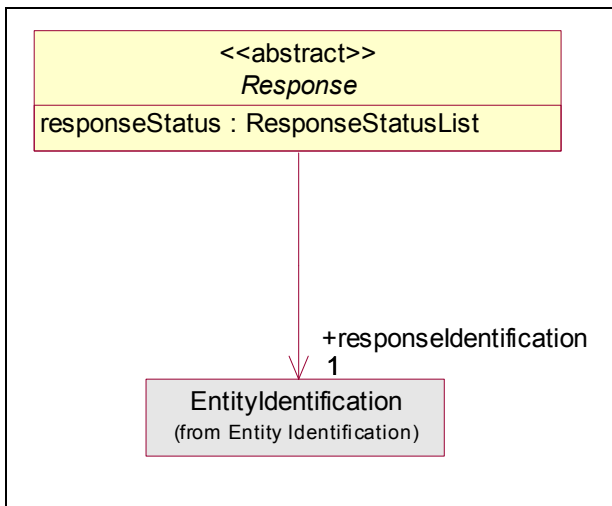 <<abstract>>
Response
responseStatus : ResponseStatusList
+responseIdentification
1
EntityIdentification
(from Entity Identification)